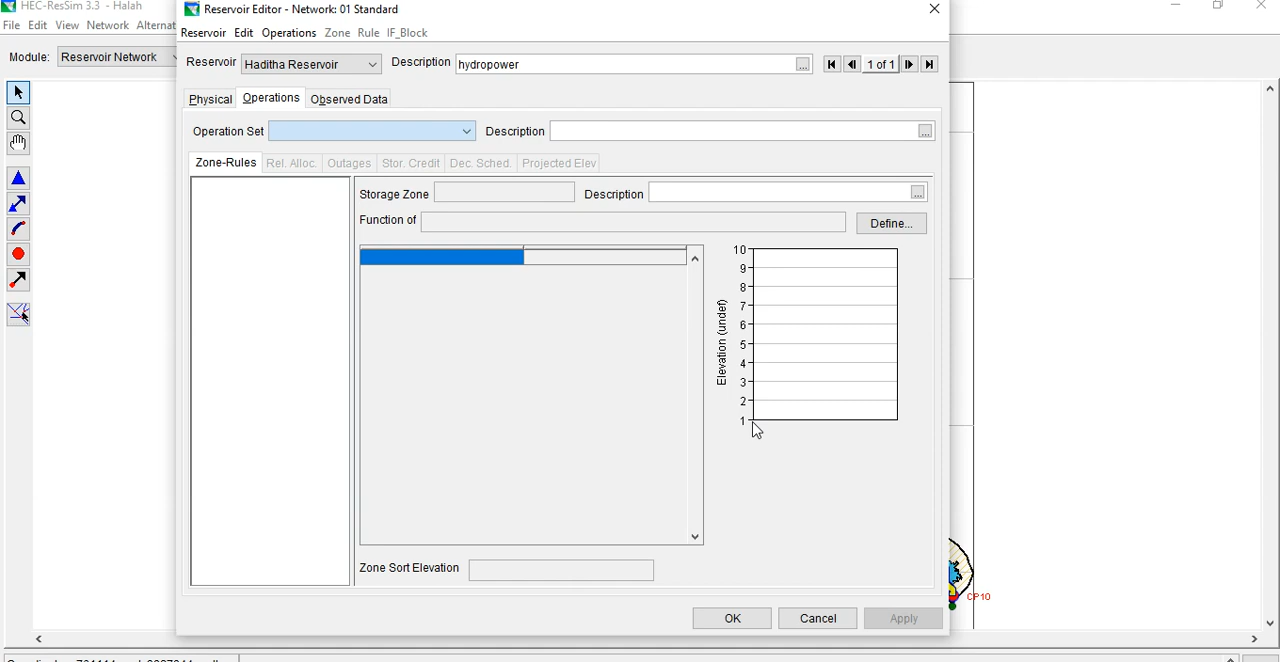 HEC-ResSim 3.3 - Halah
File Edit View Network Alternat
Module: Reservoir Network
Reservoir Editor - Network: 01 Standard
Reservoir Edit Operations Zone Rule IF_Block
Reservoir Haditha Reservoir Description hydropower ... 1 of 1
Physical Operations Observed Data
Operation Set Description ...
Zone-Rules Rel. Alloc. Outages Stor. Credit Dec. Sched. Projected Elev
Storage Zone Description ...
Function of Define...
10
9
8
7
6
5
4
3
2
1
Elevation (undef)
Zone Sort Elevation
OK Cancel Apply
CP10